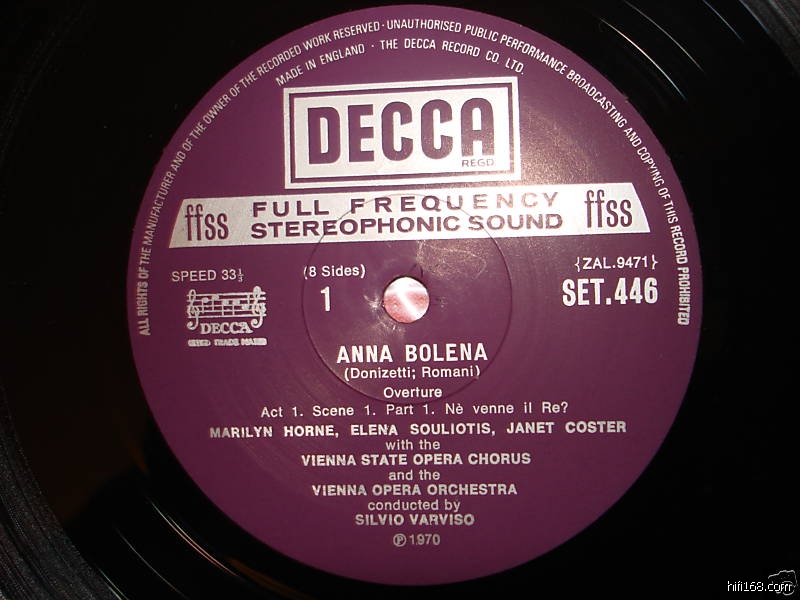 ALL RIGHTS OF THE MANUFACTURER AND OF THE OWNER OF THE RECORDED WORK RESERVED · UNAUTHORISED PUBLIC PERFORMANCE BROADCASTING AND COPYING OF THIS RECORD PROHIBITED
MADE IN ENGLAND · THE DECCA RECORD CO. LTD.
DECCA
REGD
ffss FULL FREQUENCY STEREOPHONIC SOUND ffss
SPEED 33⅓
(8 Sides)
{ZAL.9471}
1
SET.446
DECCA
TRADE MARK
ANNA BOLENA
(Donizetti; Romani)
Overture
Act 1. Scene 1. Part 1. Nè venne il Re?
MARILYN HORNE, ELENA SOULIOTIS, JANET COSTER
with the
VIENNA STATE OPERA CHORUS
and the
VIENNA OPERA ORCHESTRA
conducted by
SILVIO VARVISO
℗1970
hifi168.com